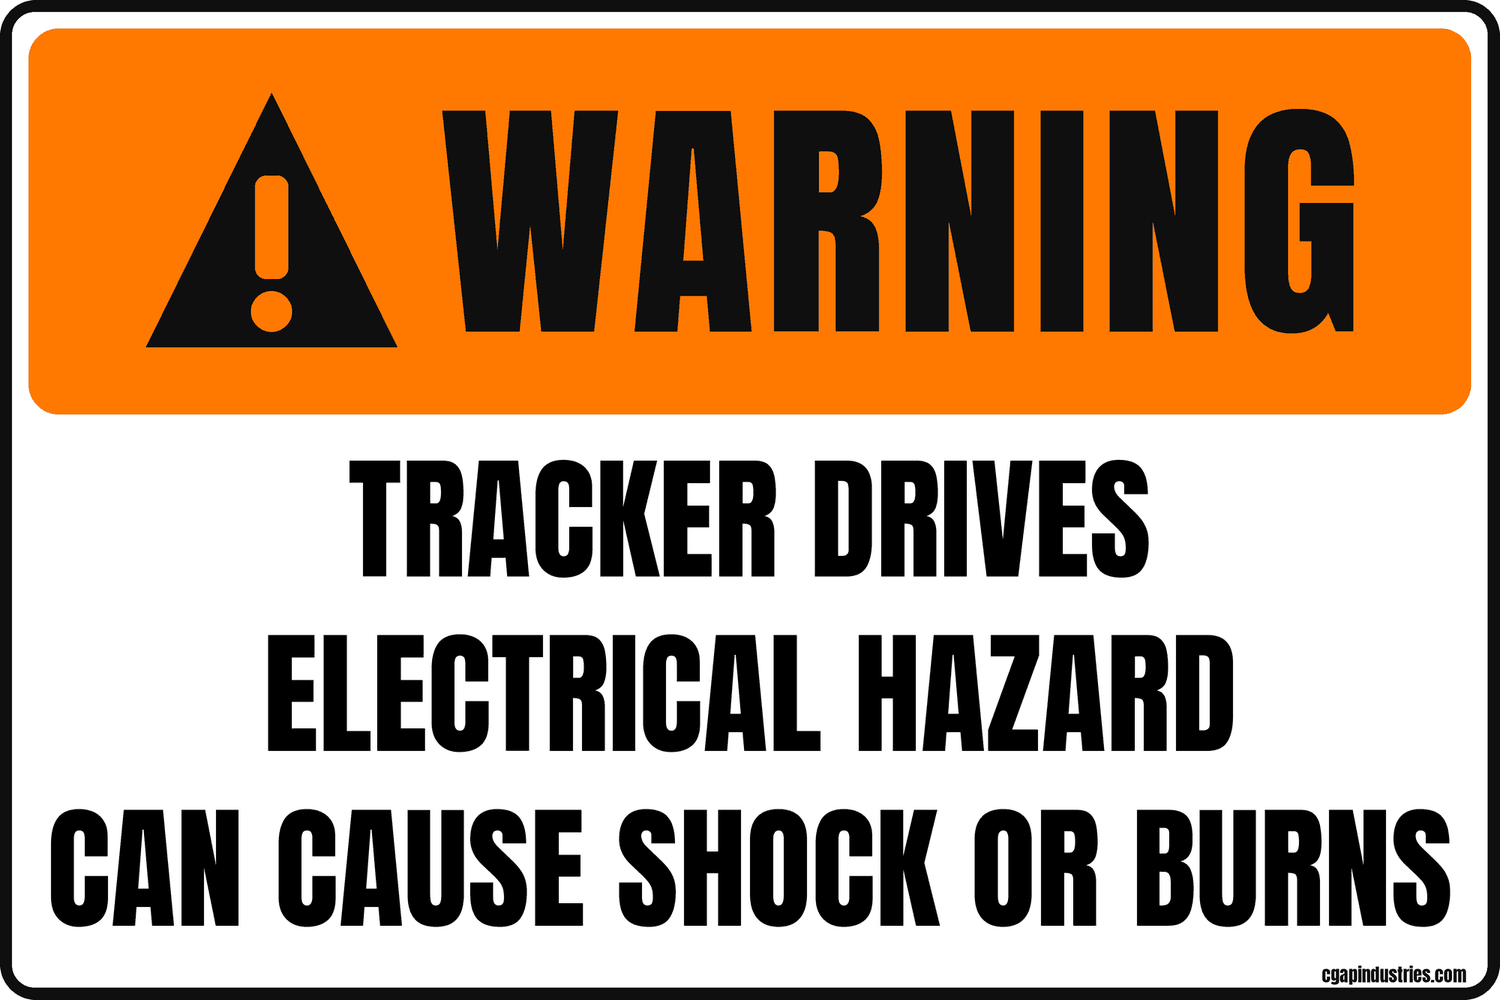 WARNING
TRACKER DRIVES
ELECTRICAL HAZARD
CAN CAUSE SHOCK OR BURNS
cgapindustries.com